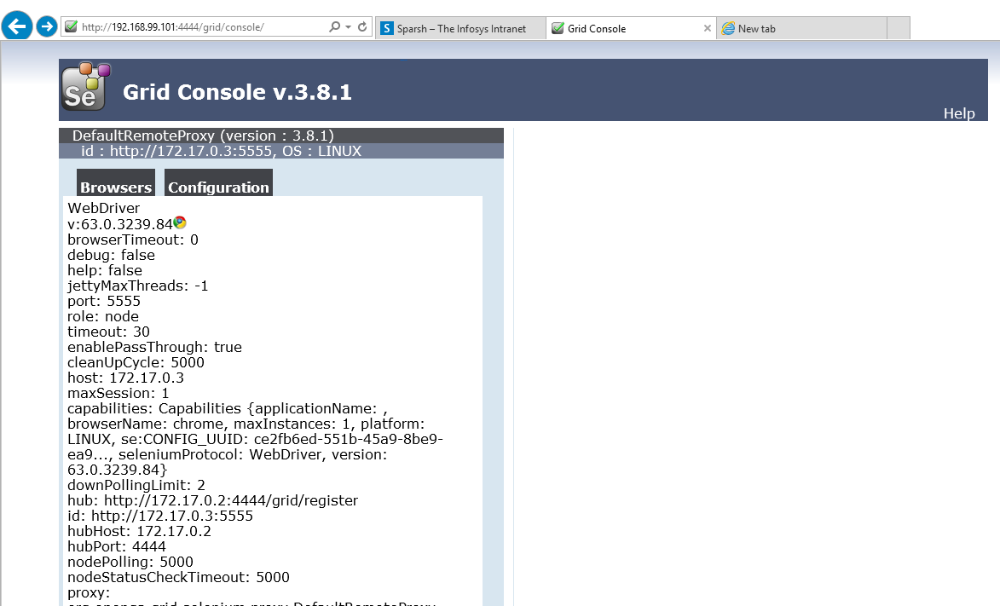 http://192.168.99.101:4444/grid/console/
S Sparsh – The Infosys Intranet
Grid Console
New tab
Se
Grid Console v.3.8.1
Help
DefaultRemoteProxy (version : 3.8.1)
id : http://172.17.0.3:5555, OS : LINUX
Browsers Configuration
WebDriver
v:63.0.3239.84
browserTimeout: 0
debug: false
help: false
jettyMaxThreads: -1
port: 5555
role: node
timeout: 30
enablePassThrough: true
cleanUpCycle: 5000
host: 172.17.0.3
maxSession: 1
capabilities: Capabilities {applicationName: ,
browserName: chrome, maxInstances: 1, platform:
LINUX, se:CONFIG_UUID: ce2fb6ed-551b-45a9-8be9-
ea9..., seleniumProtocol: WebDriver, version:
63.0.3239.84}
downPollingLimit: 2
hub: http://172.17.0.2:4444/grid/register
id: http://172.17.0.3:5555
hubHost: 172.17.0.2
hubPort: 4444
nodePolling: 5000
nodeStatusCheckTimeout: 5000
proxy:
org.openqa.grid.selenium.proxy.DefaultRemoteProxy